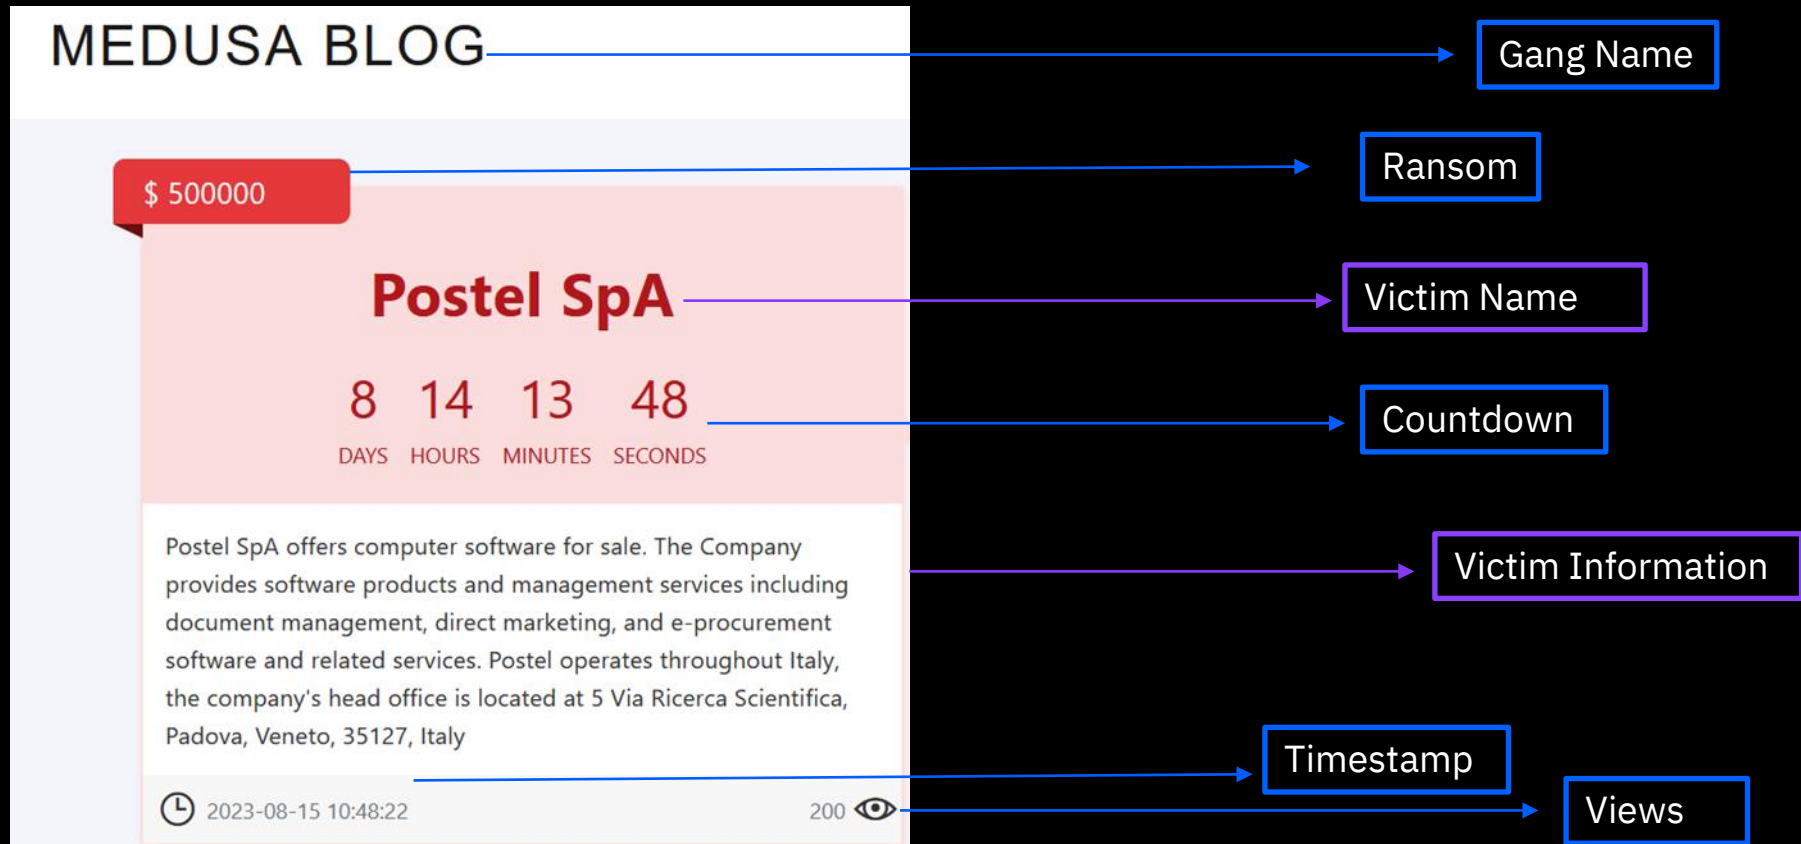 MEDUSA BLOG
Gang Name
$ 500000
Ransom
Postel SpA
Victim Name
8 14 13 48
DAYS HOURS MINUTES SECONDS
Countdown
Postel SpA offers computer software for sale. The Company
provides software products and management services including
document management, direct marketing, and e-procurement
software and related services. Postel operates throughout Italy,
the company's head office is located at 5 Via Ricerca Scientifica,
Padova, Veneto, 35127, Italy
Victim Information
2023-08-15 10:48:22
Timestamp
200
Views